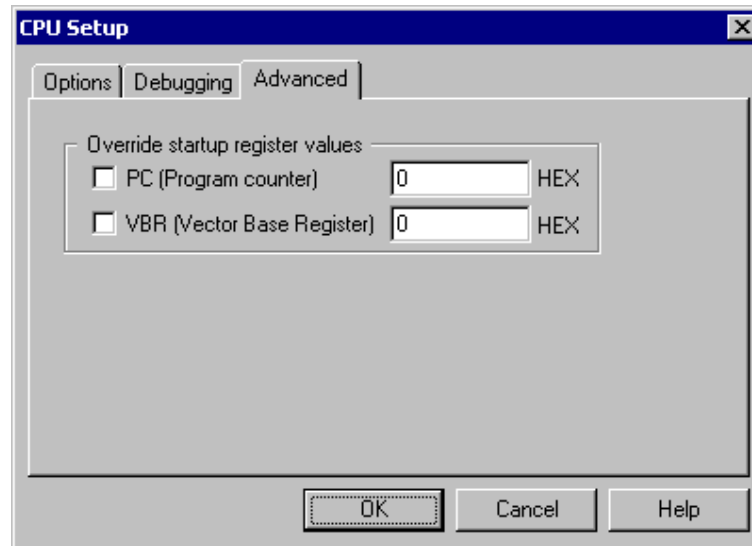 CPU Setup
Options Debugging Advanced
Override startup register values
PC (Program counter) 0 HEX
VBR (Vector Base Register) 0 HEX
OK Cancel Help